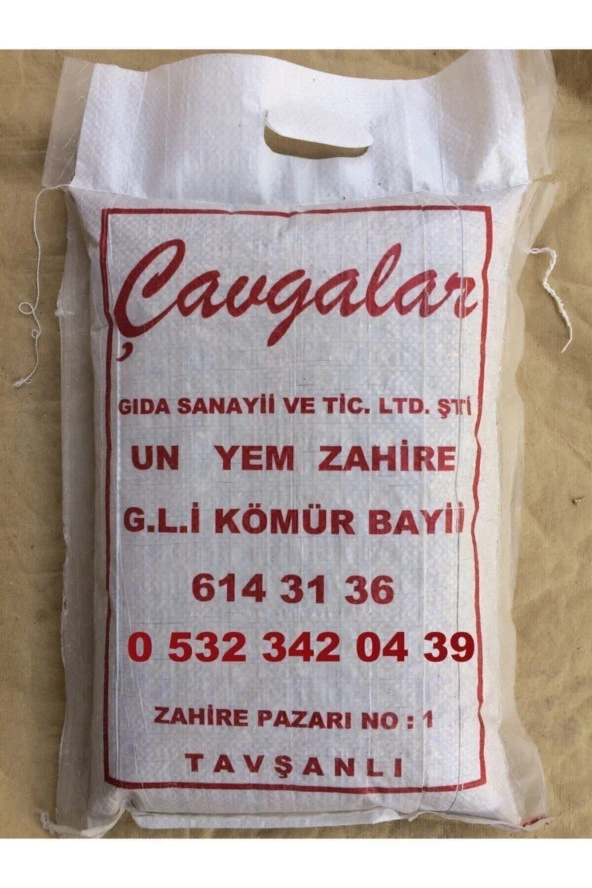 Çavgalar
GIDA SANAYİİ VE TİC. LTD. ŞTİ
UN YEM ZAHİRE
G.L.İ KÖMÜR BAYİİ
614 31 36
0 532 342 04 39
ZAHİRE PAZARI NO : 1
TAVŞANLI